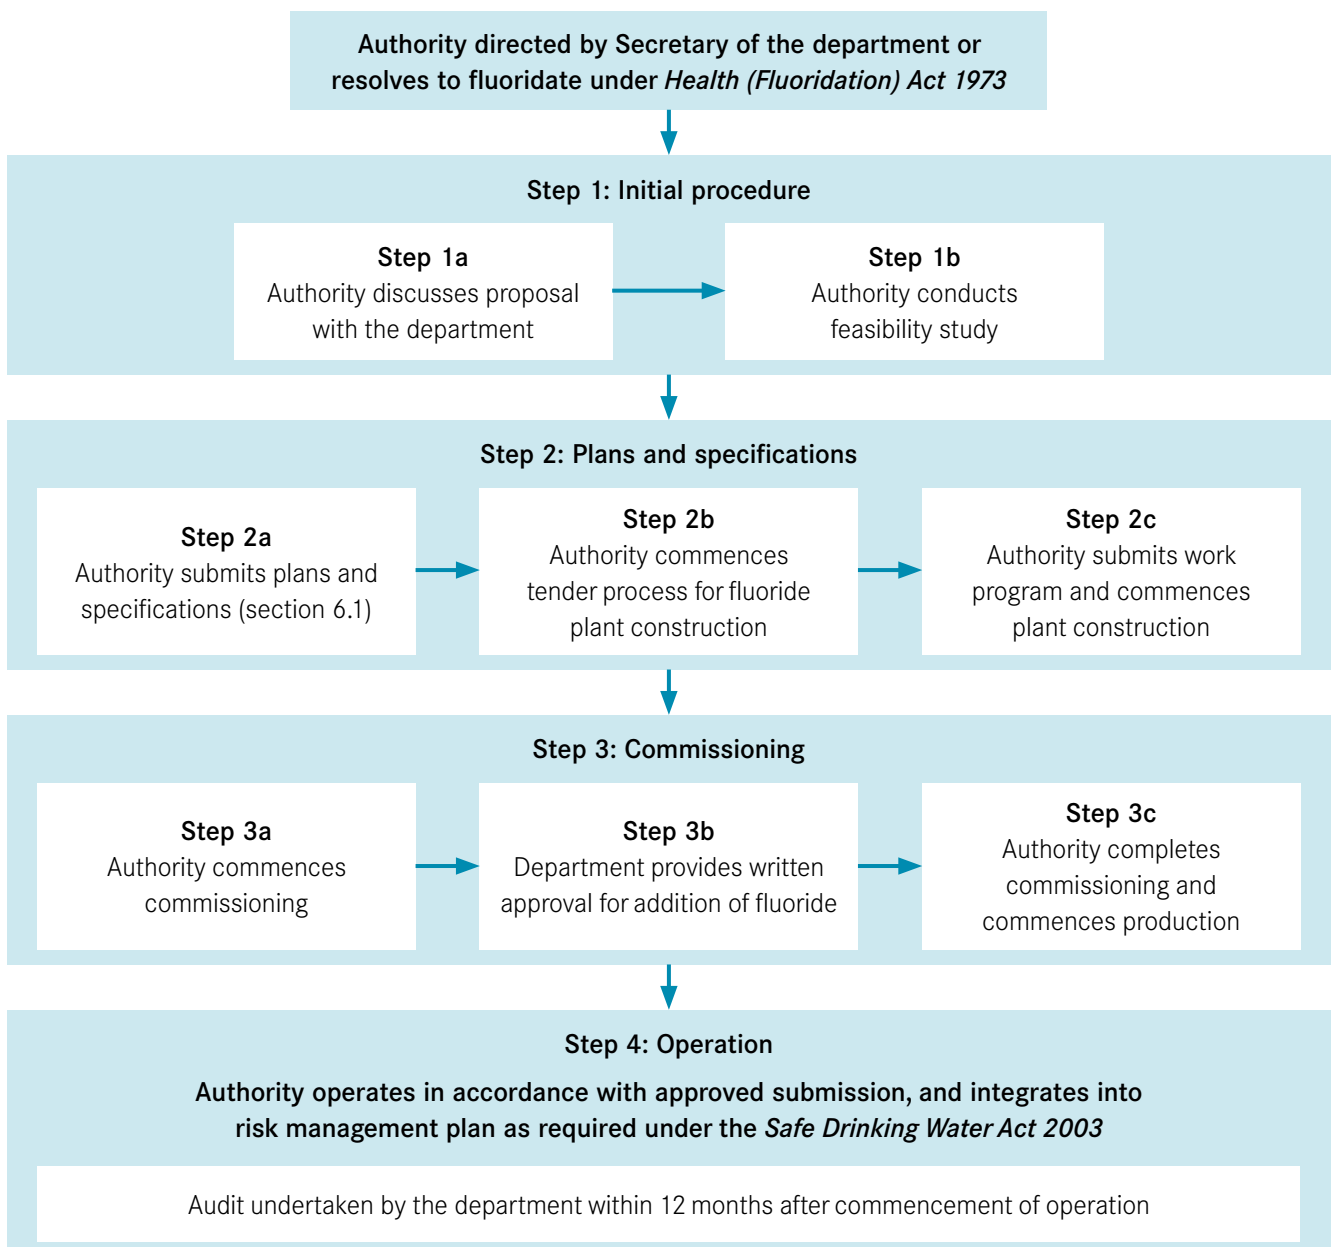 Authority directed by Secretary of the department or
resolves to fluoridate under Health (Fluoridation) Act 1973
Step 1: Initial procedure
Step 1a
Authority discusses proposal
with the department
Step 1b
Authority conducts
feasibility study
Step 2: Plans and specifications
Step 2a
Authority submits plans and
specifications (section 6.1)
Step 2b
Authority commences
tender process for fluoride
plant construction
Step 2c
Authority submits work
program and commences
plant construction
Step 3: Commissioning
Step 3a
Authority commences
commissioning
Step 3b
Department provides written
approval for addition of fluoride
Step 3c
Authority completes
commissioning and
commences production
Step 4: Operation
Authority operates in accordance with approved submission, and integrates into
risk management plan as required under the Safe Drinking Water Act 2003
Audit undertaken by the department within 12 months after commencement of operation